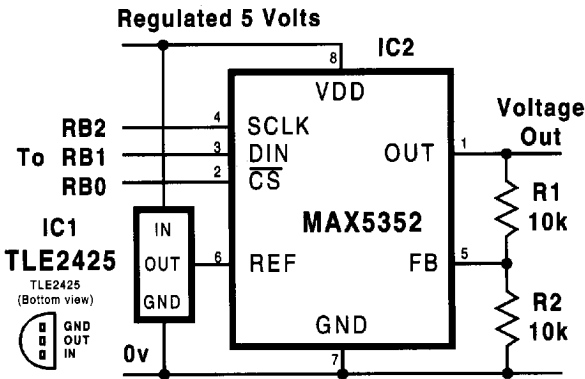 Regulated 5 Volts
IC2
8
VDD
Voltage
Out
RB2
4
SCLK
To RB1
3
DIN
OUT
1
RB0
2
CS
R1
10k
IC1
TLE2425
TLE2425
(Bottom view)
IN
OUT
GND
MAX5352
6
REF
FB
5
GND
OUT
IN
GND
R2
10k
0v
7